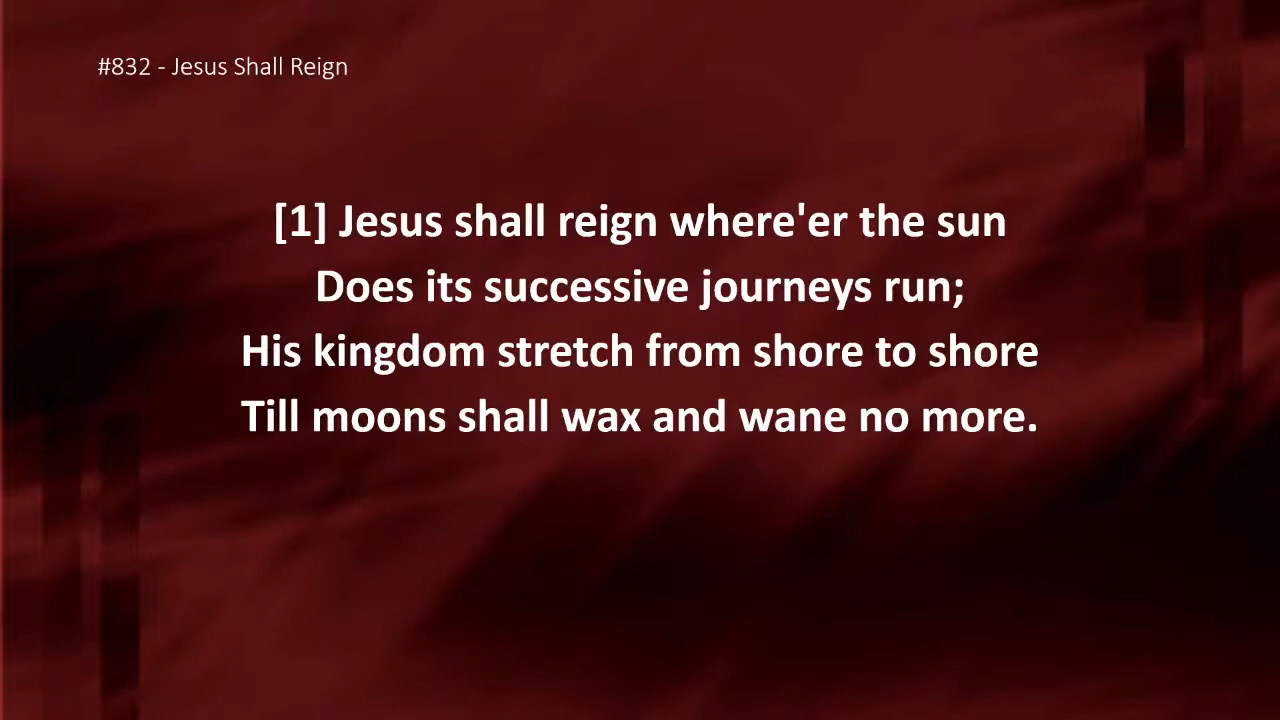 #832 - Jesus Shall Reign
[1] Jesus shall reign where'er the sun
Does its successive journeys run;
His kingdom stretch from shore to shore
Till moons shall wax and wane no more.